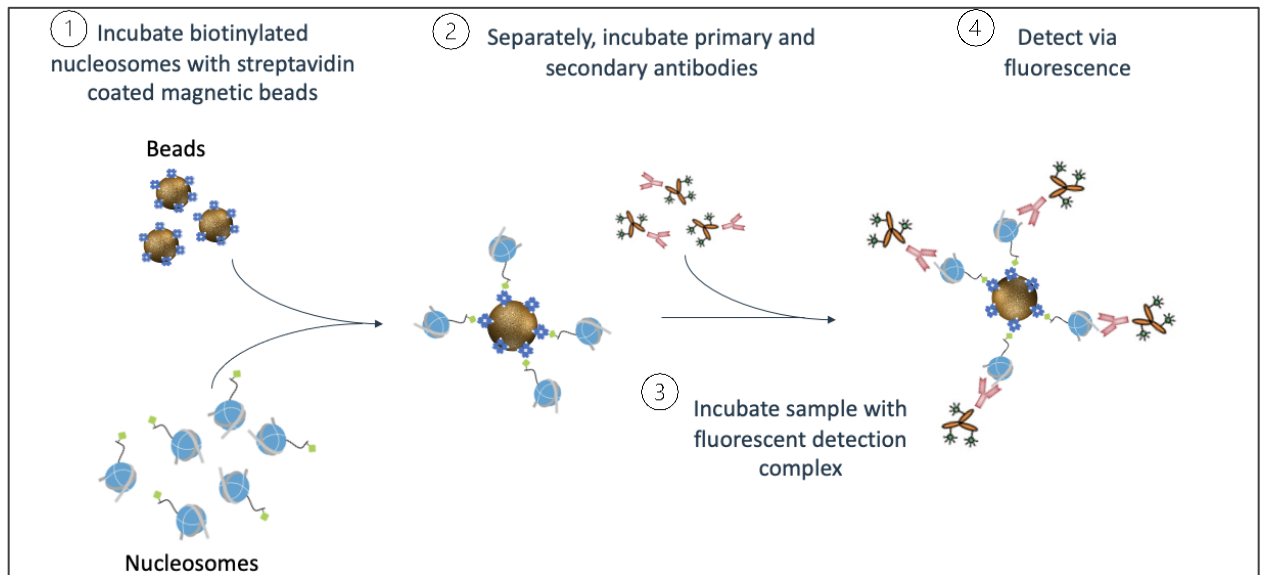 1
Incubate biotinylated
nucleosomes with streptavidin
coated magnetic beads
Beads
Nucleosomes
2
Separately, incubate primary and
secondary antibodies
3
Incubate sample with
fluorescent detection
complex
4
Detect via
fluorescence